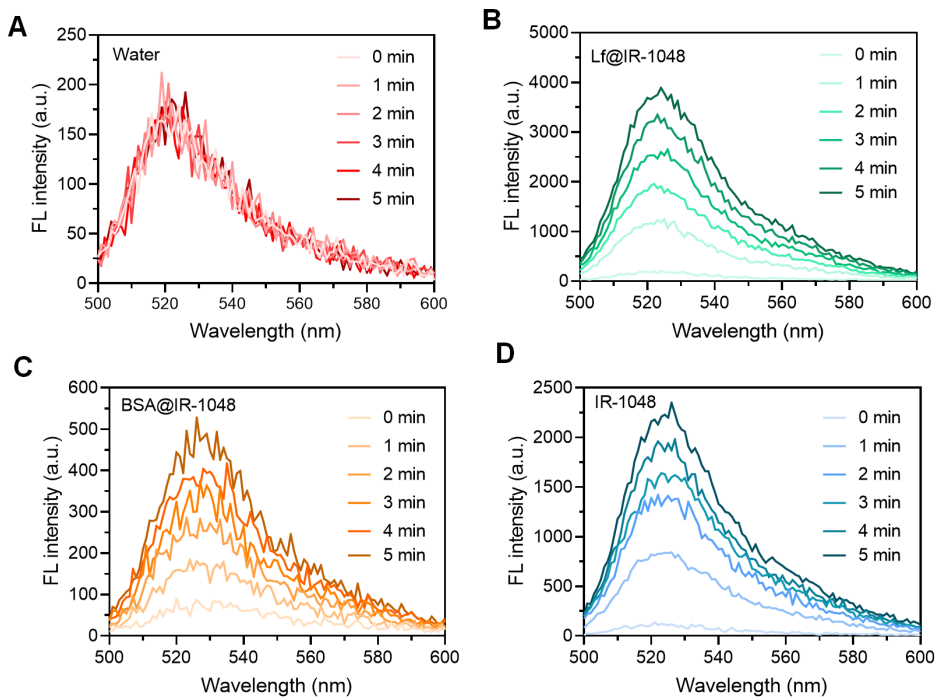 A
Water
250
200
150
100
50
0
500 520 540 560 580 600
FL intensity (a.u.)
Wavelength (nm)
0 min
1 min
2 min
3 min
4 min
5 min
B
Lf@IR-1048
5000
4000
3000
2000
1000
0
500 520 540 560 580 600
FL intensity (a.u.)
Wavelength (nm)
0 min
1 min
2 min
3 min
4 min
5 min
C
BSA@IR-1048
600
500
400
300
200
100
0
500 520 540 560 580 600
FL intensity (a.u.)
Wavelength (nm)
0 min
1 min
2 min
3 min
4 min
5 min
D
IR-1048
2500
2000
1500
1000
500
0
500 520 540 560 580 600
FL intensity (a.u.)
Wavelength (nm)
0 min
1 min
2 min
3 min
4 min
5 min